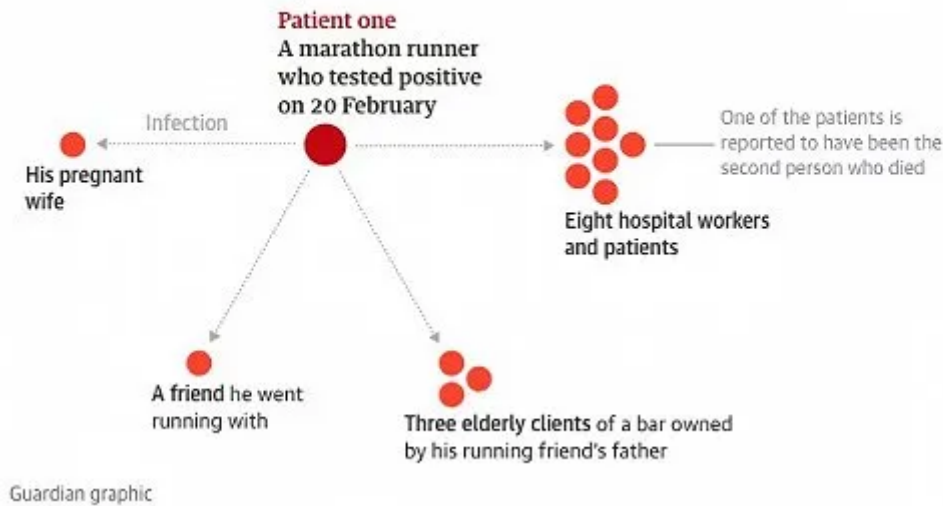 Patient one
A marathon runner
who tested positive
on 20 February
Infection
His pregnant
wife
One of the patients is
reported to have been the
second person who died
Eight hospital workers
and patients
A friend he went
running with
Three elderly clients of a bar owned
by his running friend's father
Guardian graphic